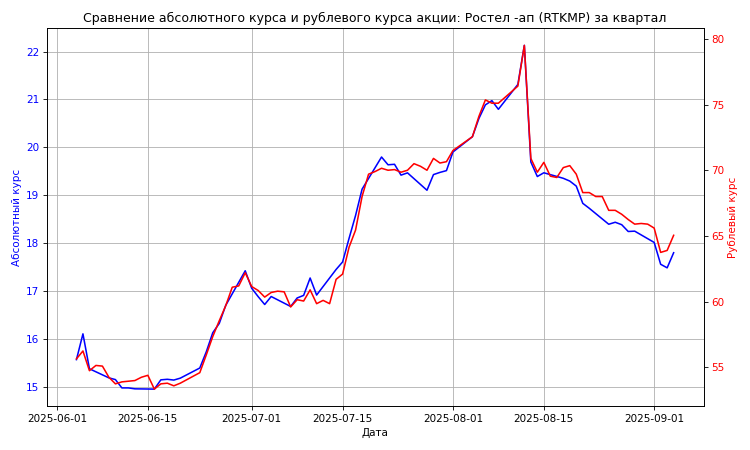 Сравнение абсолютного курса и рублевого курса акции: Ростел -ап (RTKMP) за квартал
22
21
20
19
18
17
16
15
Абсолютный курс
80
75
70
65
60
55
Рублевый курс
2025-06-01 2025-06-15 2025-07-01 2025-07-15 2025-08-01 2025-08-15 2025-09-01
Дата